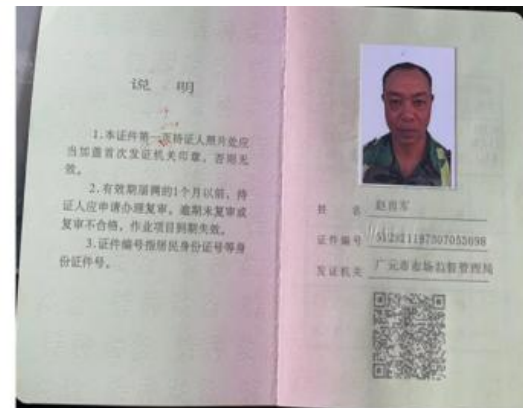 说 明
1.本证件第一页持证人照片处应
当加盖首次发证机关印章，否则无
效。
2.有效期届满的1个月以前，持
证人应申请办理复审。逾期未复审或
复审不合格，作业项目到期失效。
3.证件编号指居民身份证号等身
份证件号。
姓 名
证件编号
发证机关 广元市市场监督管理局